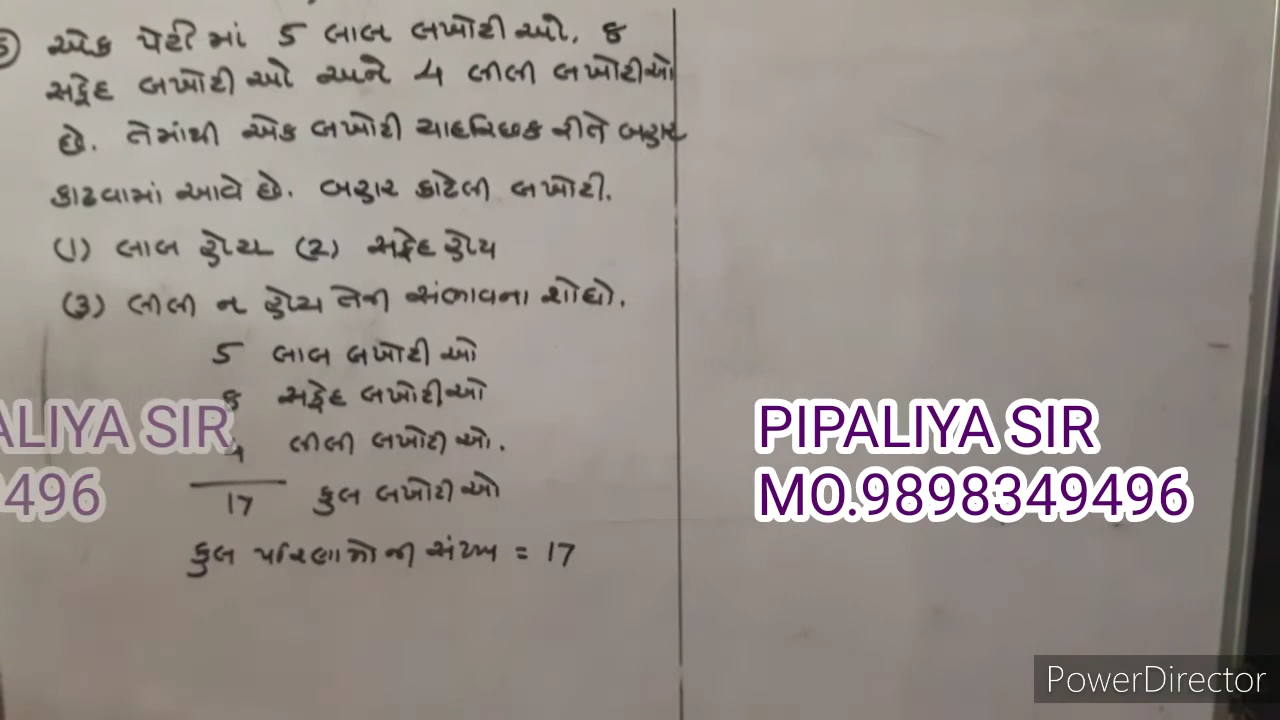 5) એક પેટી માં 5 લાલ લખોટી ઓ, 8
સફેદ લખોટી ઓ અને 4 લીલી લખોટીઓ
છે. તેમાંથી એક લખોટી યાદચ્છિક રીતે બહાર
કાઢવામાં આવે છે. બહાર કાઢેલી લખોટી.
(1) લાલ હોય (2) સફેદ હોય
(3) લીલી ન હોય તેની સંભાવના શોધો.
5 લાલ લખોટી ઓ
8 સફેદ લખોટીઓ
4 લીલી લખોટી ઓ.
17 કુલ લખોટી ઓ
કુલ પરિણામોની સંખ્યા = 17
ALIYA SIR
496
PIPALIYA SIR
MO.9898349496
PowerDirector